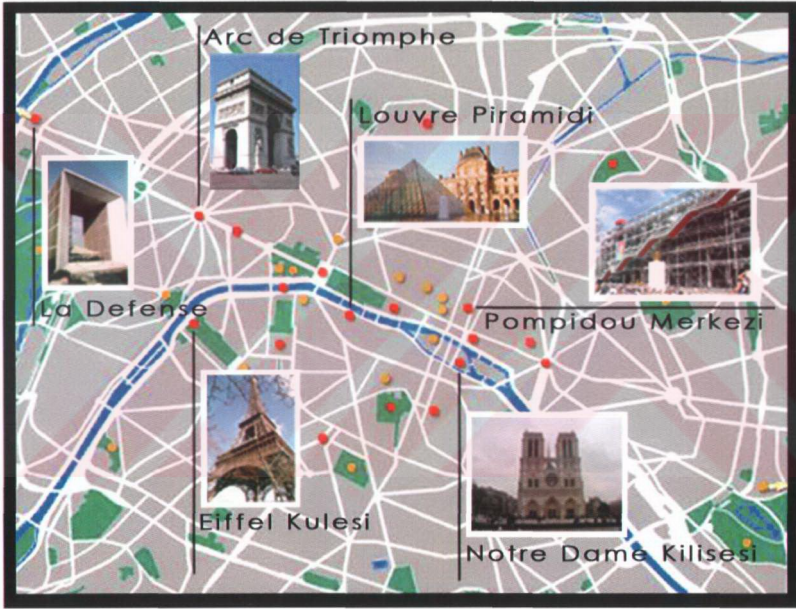 Arc de Triomphe
Louvre Piramidi
La Defense
Pompidou Merkezi
Eiffel Kulesi
Notre Dame Kilisesi